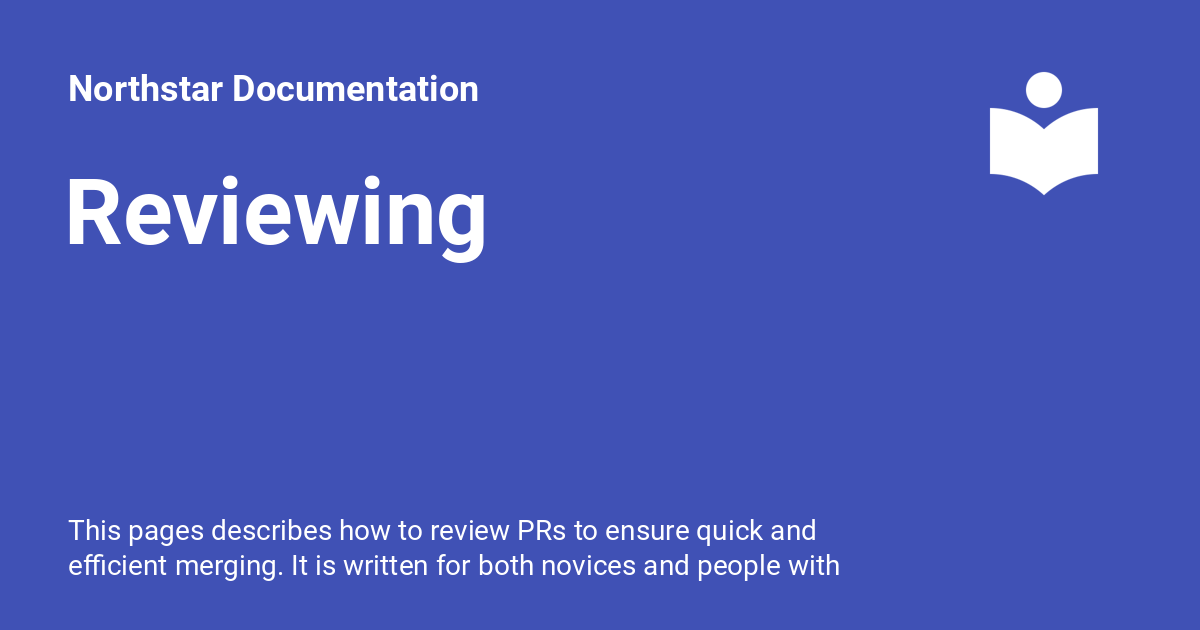 Northstar Documentation
Reviewing
This pages describes how to review PRs to ensure quick and
efficient merging. It is written for both novices and people with